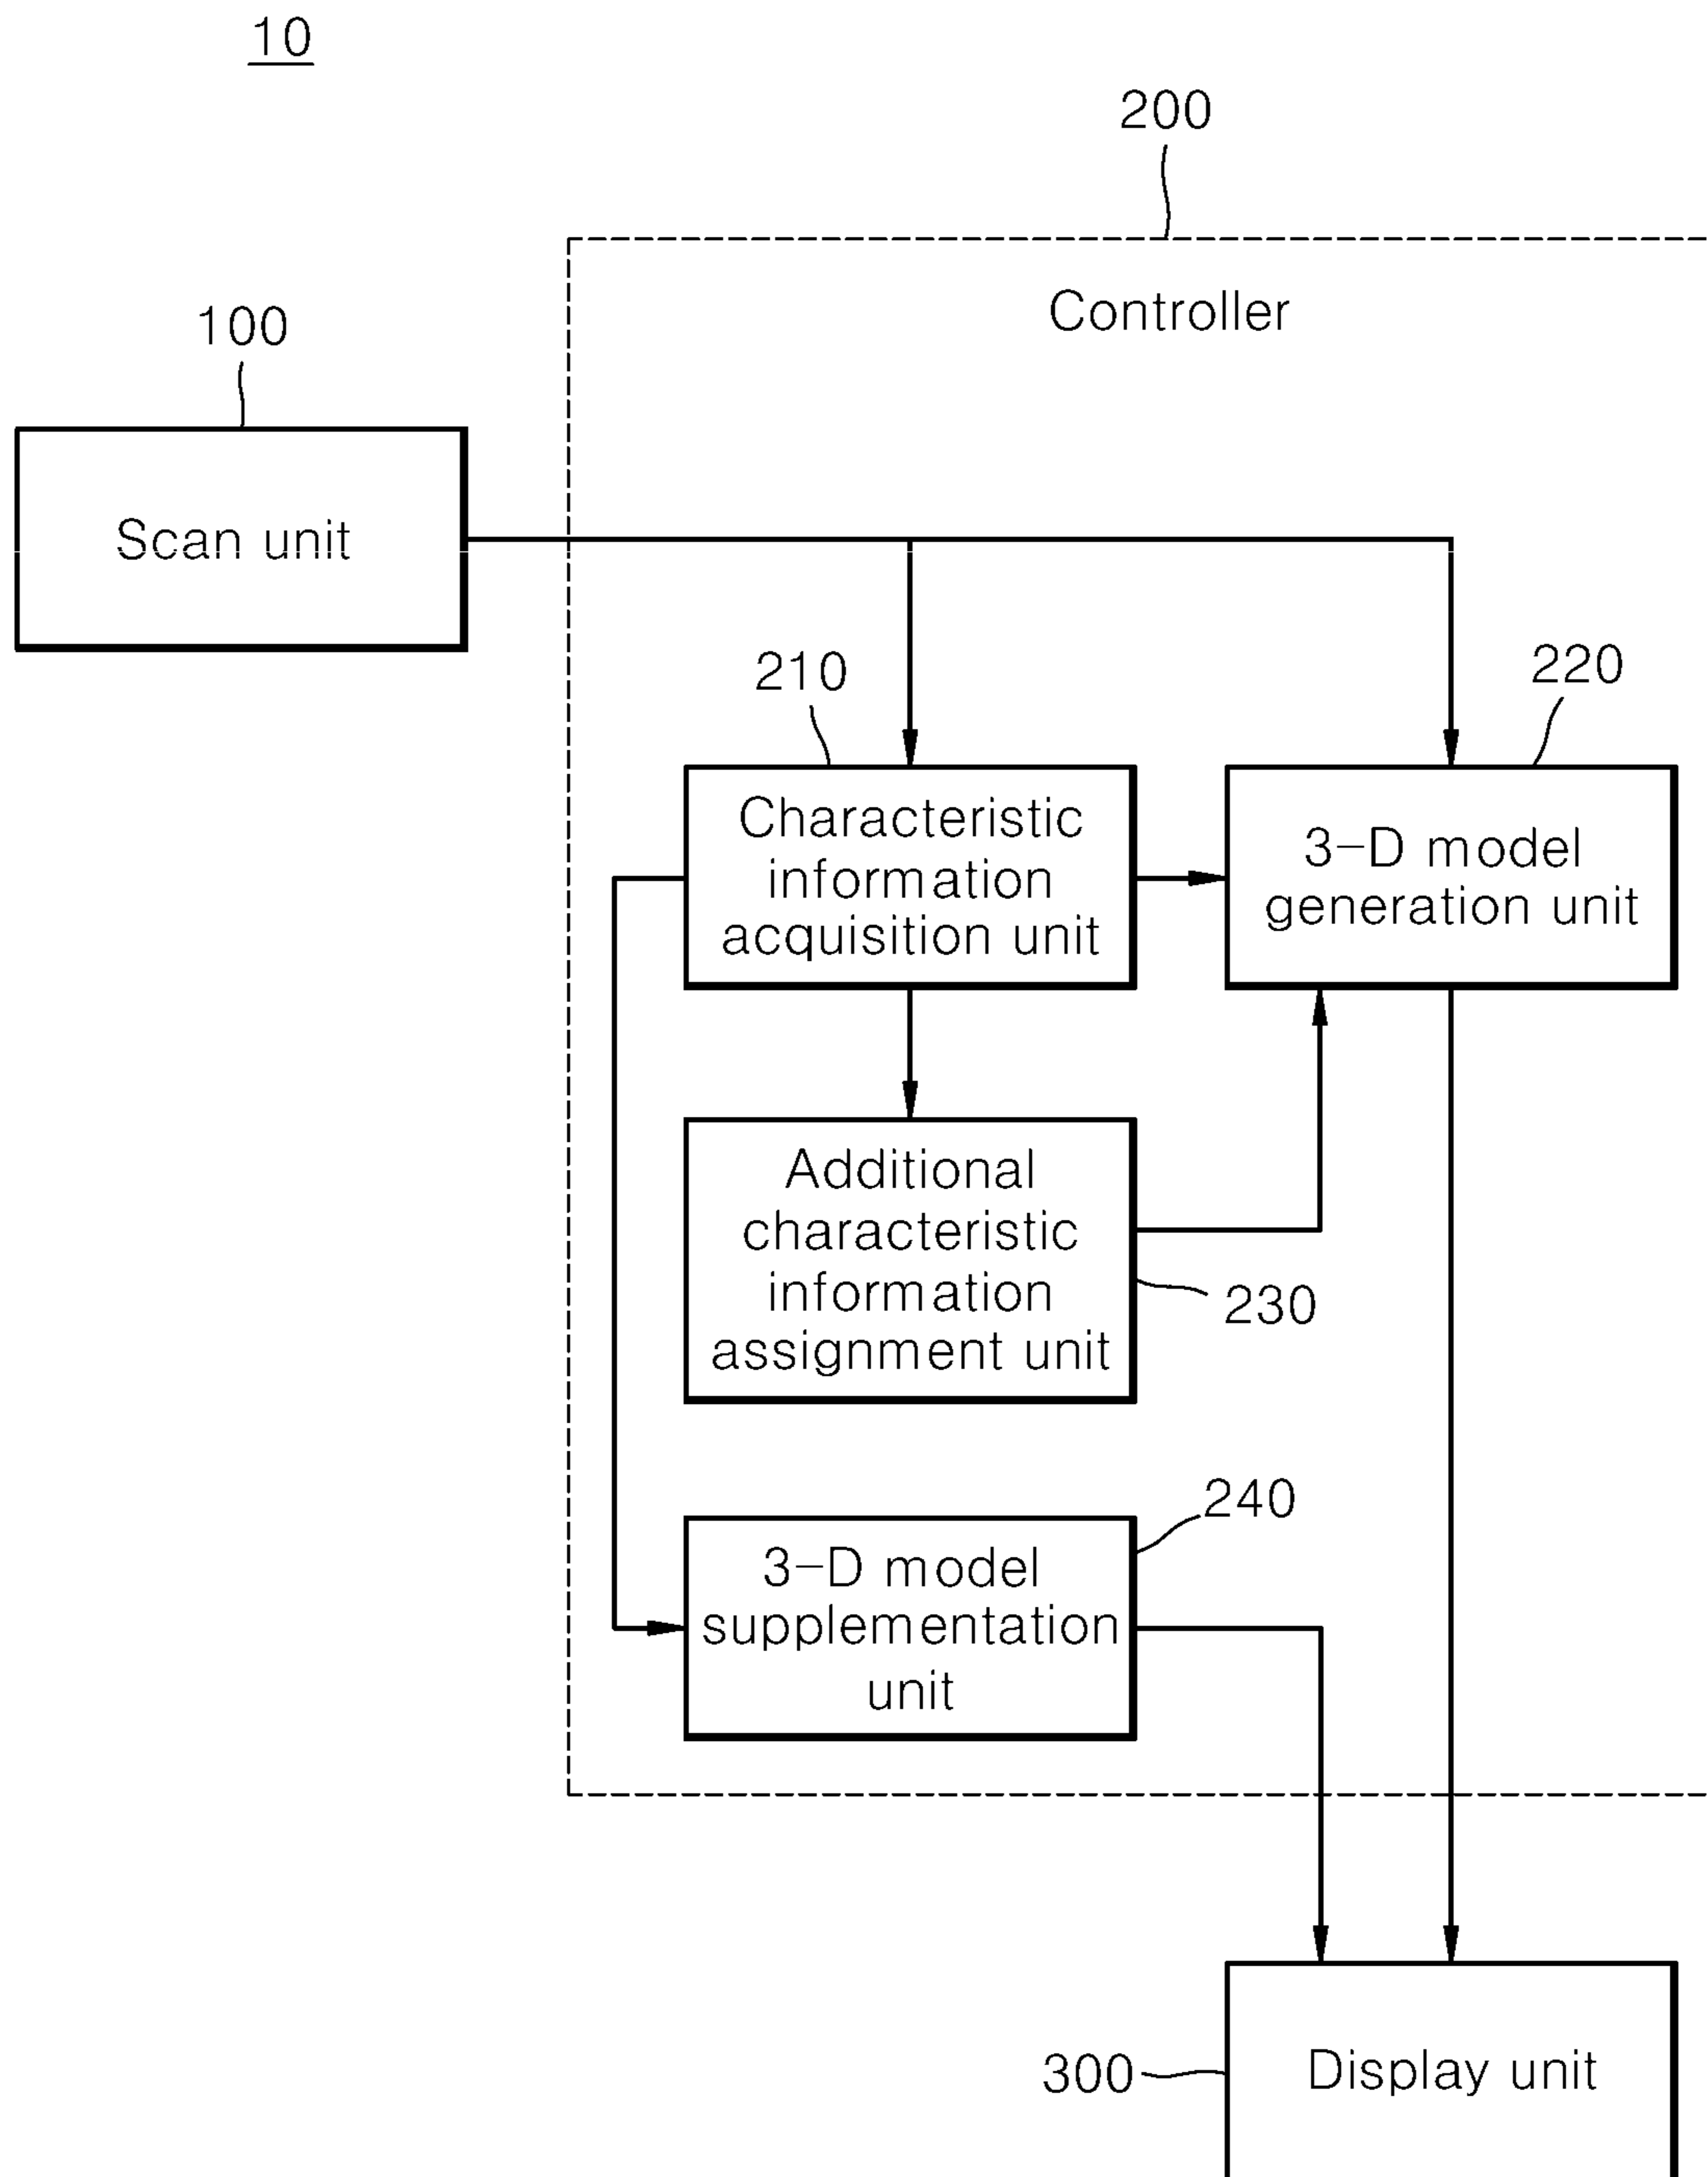 10
200
Controller
100
Scan unit
210
220
Characteristic
information
acquisition unit
3-D model
generation unit
Additional
characteristic
information
assignment unit
230
240
3-D model
supplementation
unit
300
Display unit